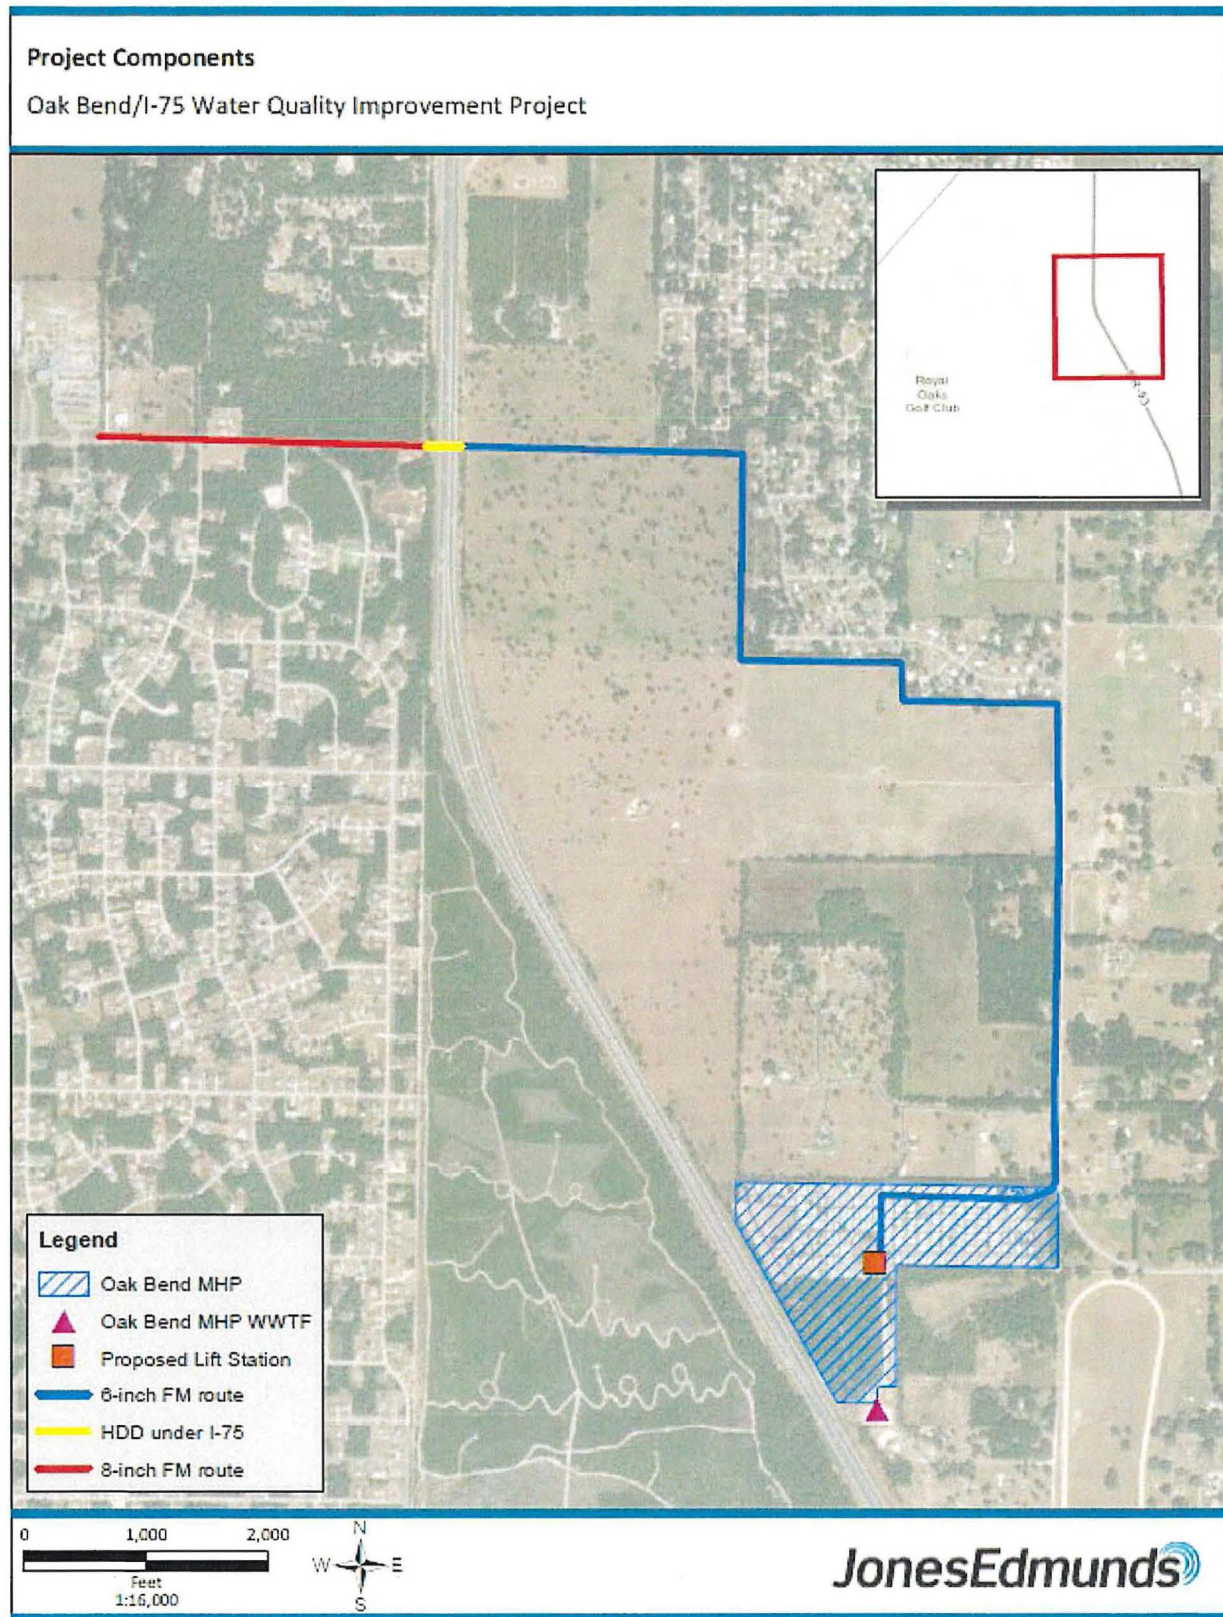 Project Components
Oak Bend/I-75 Water Quality Improvement Project
Royal
Oaks
Golf Club
Legend
Oak Bend MHP
Oak Bend MHP WWTF
Proposed Lift Station
6-inch FM route
HDD under I-75
8-inch FM route
0 1,000 2,000
Feet
1:16,000
N
W E
S
JonesEdmunds